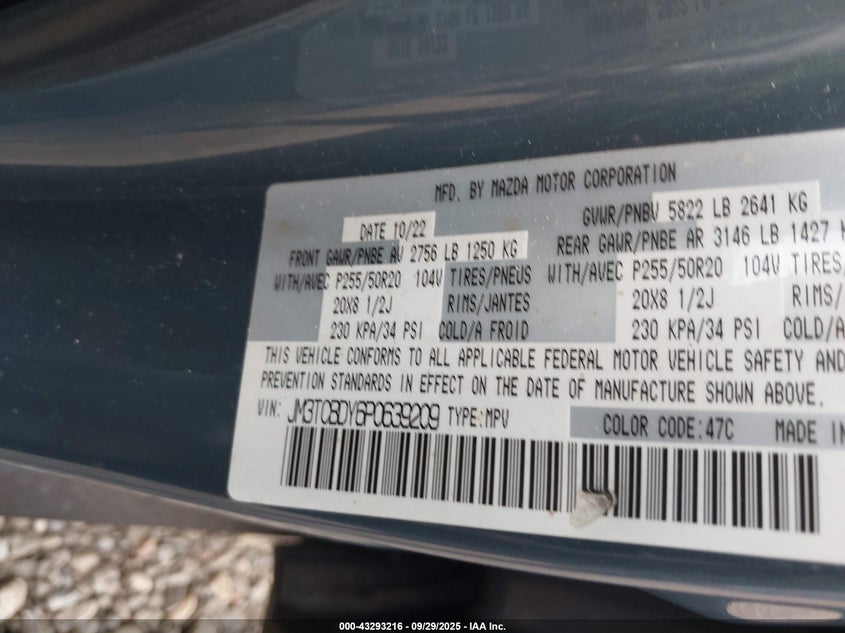 MFD. BY MAZDA MOTOR CORPORATION
DATE 10/22 GVWR/PNBV 5822 LB 2641 KG
FRONT GAWR/PNBE AV 2756 LB 1250 KG REAR GAWR/PNBE AR 3146 LB 1427
WITH/AVEC P255/50R20 104V TIRES/PNEUS WITH/AVEC P255/50R20 104V TIRES/
20X8 1/2J RIMS/JANTES 20X8 1/2J RIMS/
230 KPA/34 PSI COLD/A FROID 230 KPA/34 PSI COLD/A
THIS VEHICLE CONFORMS TO ALL APPLICABLE FEDERAL MOTOR VEHICLE SAFETY AND
PREVENTION STANDARDS IN EFFECT ON THE DATE OF MANUFACTURE SHOWN ABOVE.
VIN: JM3TCBDY6P0639209 TYPE:MPV COLOR CODE:47C MADE IN
000-43293216 - 09/29/2025 - IAA Inc.